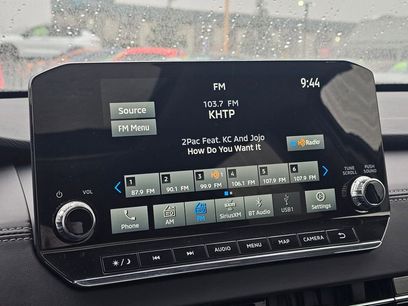 FM
9:44
Source
103.7 FM
KHTP
FM Menu
2Pac Feat. KC And Jojo
How Do You Want It
HD Radio
1 2 3 HD 1 4 5 6
87.9 FM 90.1 FM 99.9 FM 106.1 FM 107.9 FM 107.9 FM
VOL
TUNE SCROLL
PUSH SOUND
Phone AM FM SiriusXM BT Audio USB1 Settings
AUDIO MENU MAP CAMERA